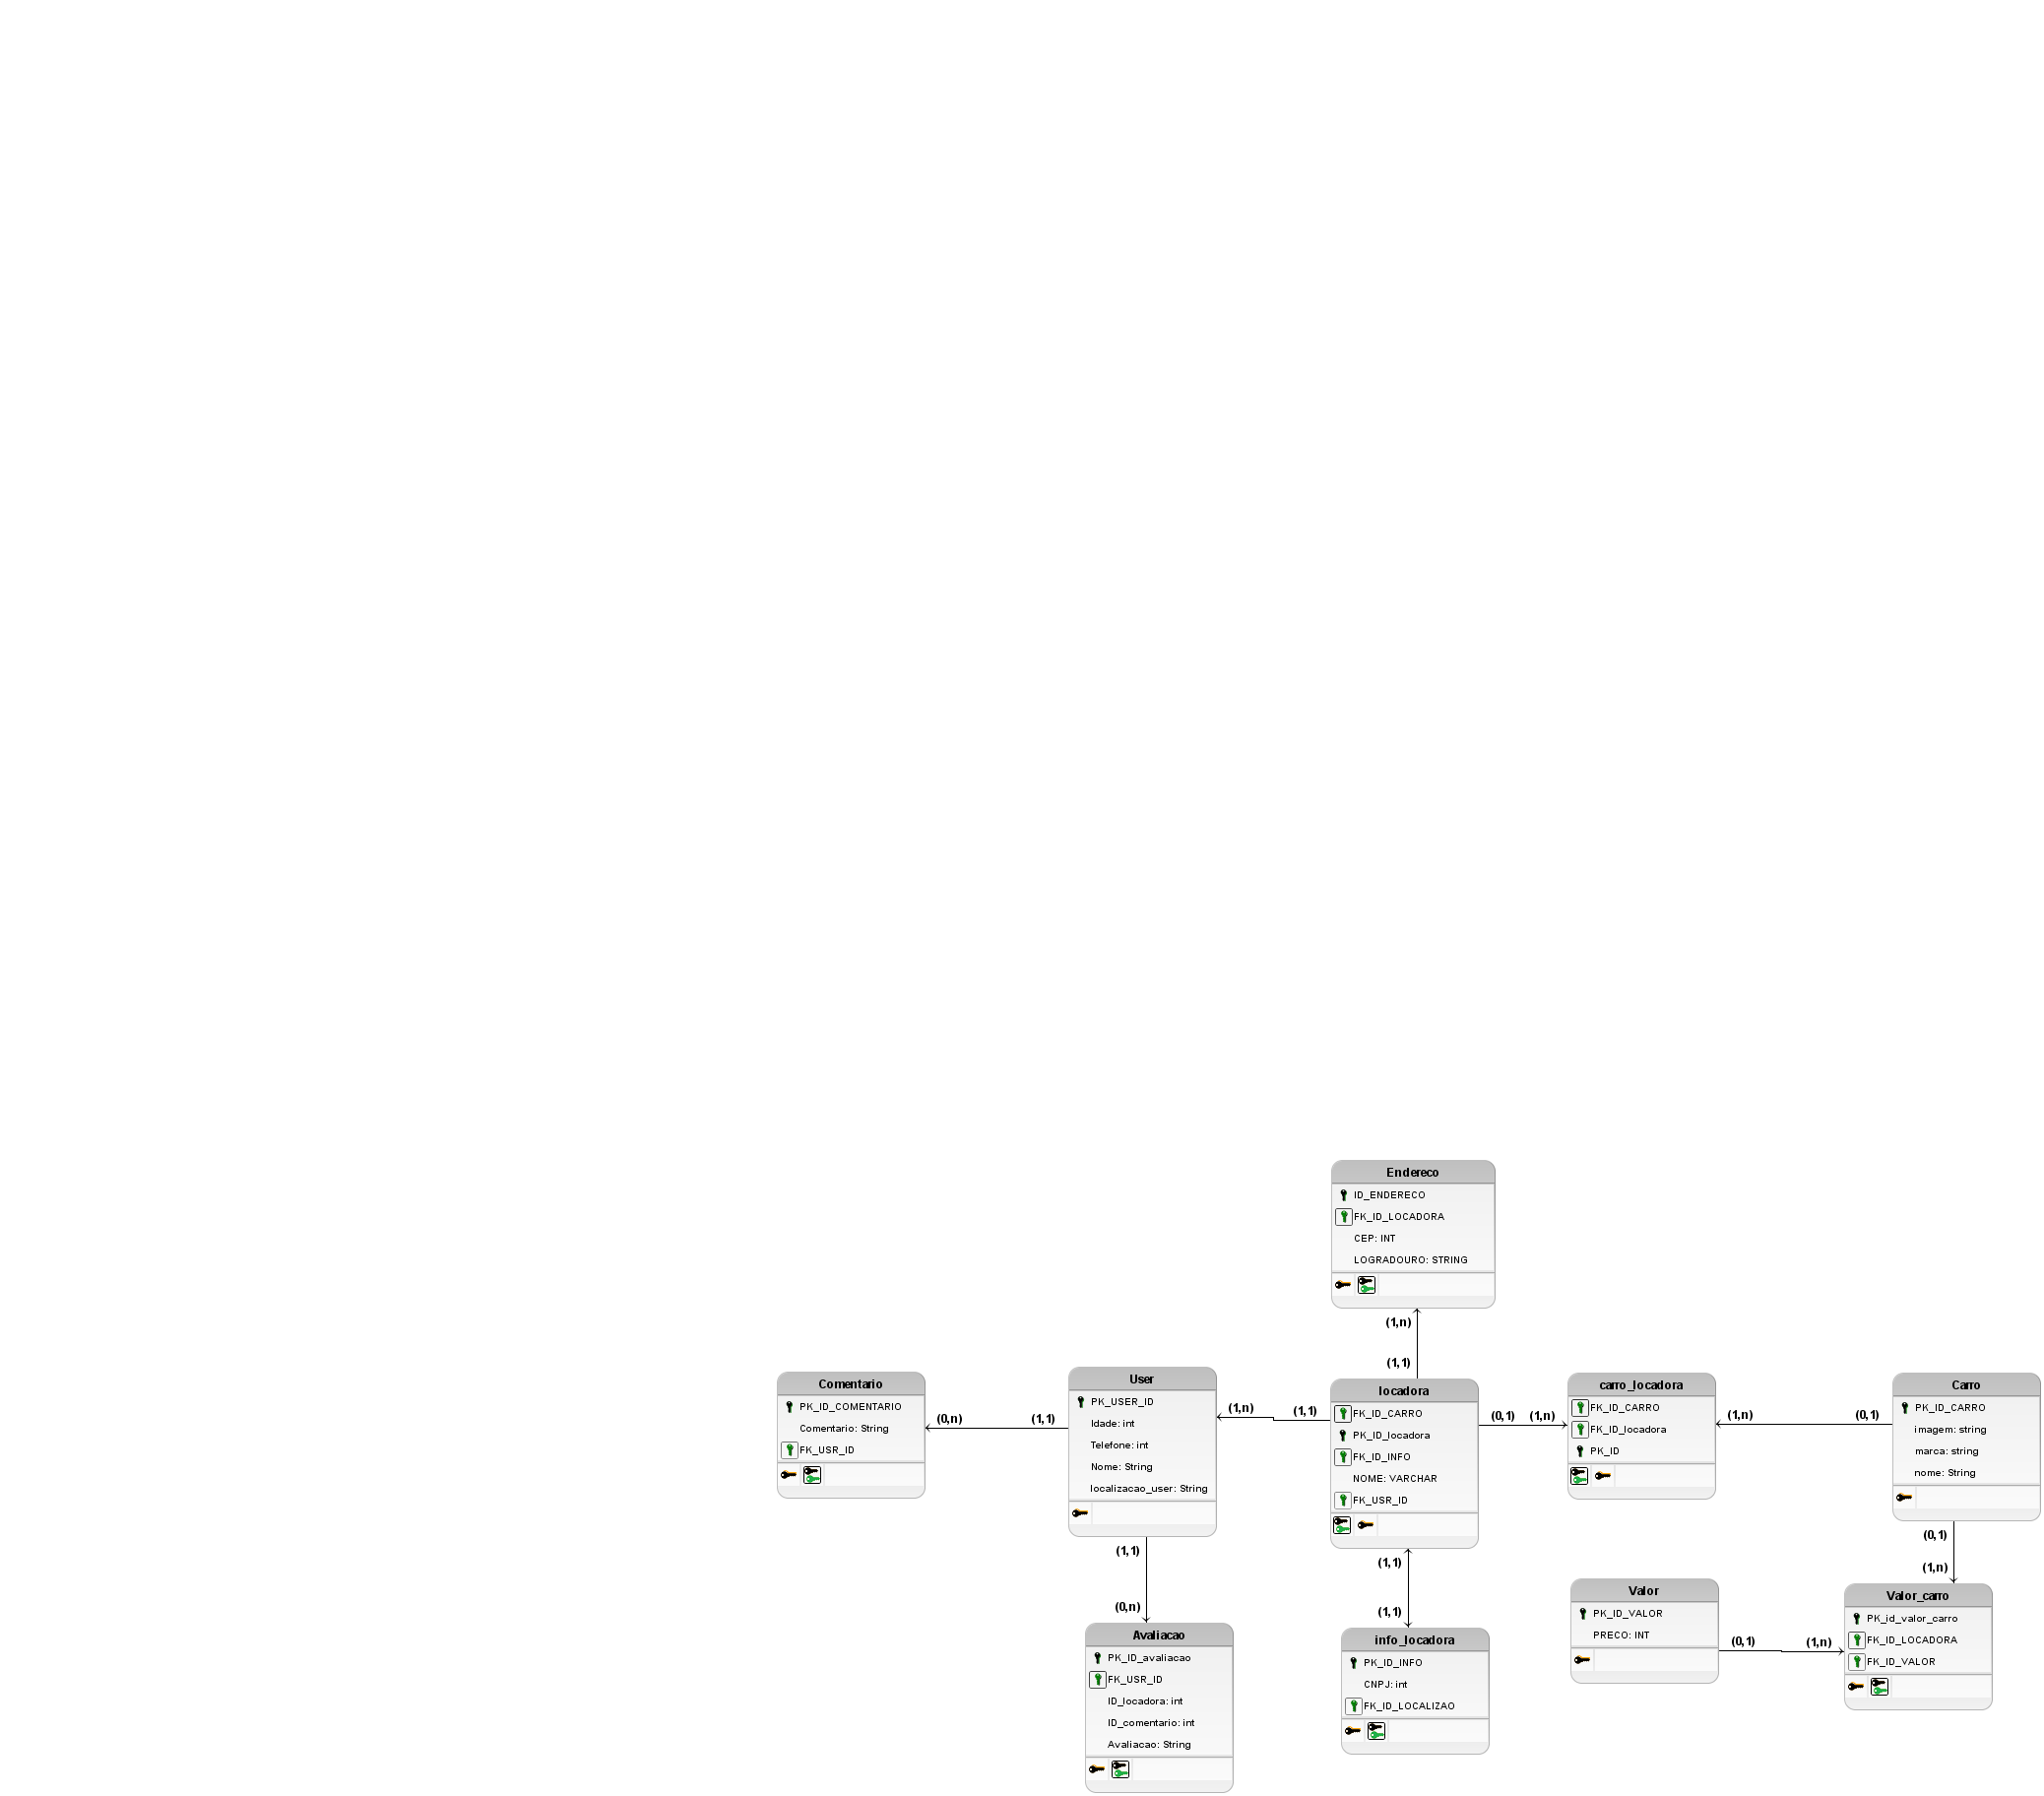 Endereco
ID_ENDERECO
FK_ID_LOCADORA
CEP: INT
LOGRADOURO: STRING
(1,n)
(1,1)
Comentario
PK_ID_COMENTARIO
Comentario: String
FK_USR_ID
(0,n)
(1,1)
User
PK_USER_ID
Idade: int
Telefone: int
Nome: String
localizacao_user: String
(1,n)
(1,1)
locadora
FK_ID_CARRO
PK_ID_locadora
FK_ID_INFO
NOME: VARCHAR
FK_USR_ID
(0,1)
(1,n)
carro_locadora
FK_ID_CARRO
FK_ID_locadora
PK_ID
(1,n)
(0,1)
Carro
PK_ID_CARRO
imagem: string
marca: string
nome: String
(1,1)
(0,n)
Avaliacao
PK_ID_avaliacao
FK_USR_ID
ID_locadora: int
ID_comentario: int
Avaliacao: String
(1,1)
(1,1)
info_locadora
PK_ID_INFO
CNPJ: int
FK_ID_LOCALIZAO
Valor
PK_ID_VALOR
PRECO: INT
(0,1)
(1,n)
(0,1)
(1,n)
Valor_carro
PK_id_valor_carro
FK_ID_LOCADORA
FK_ID_VALOR